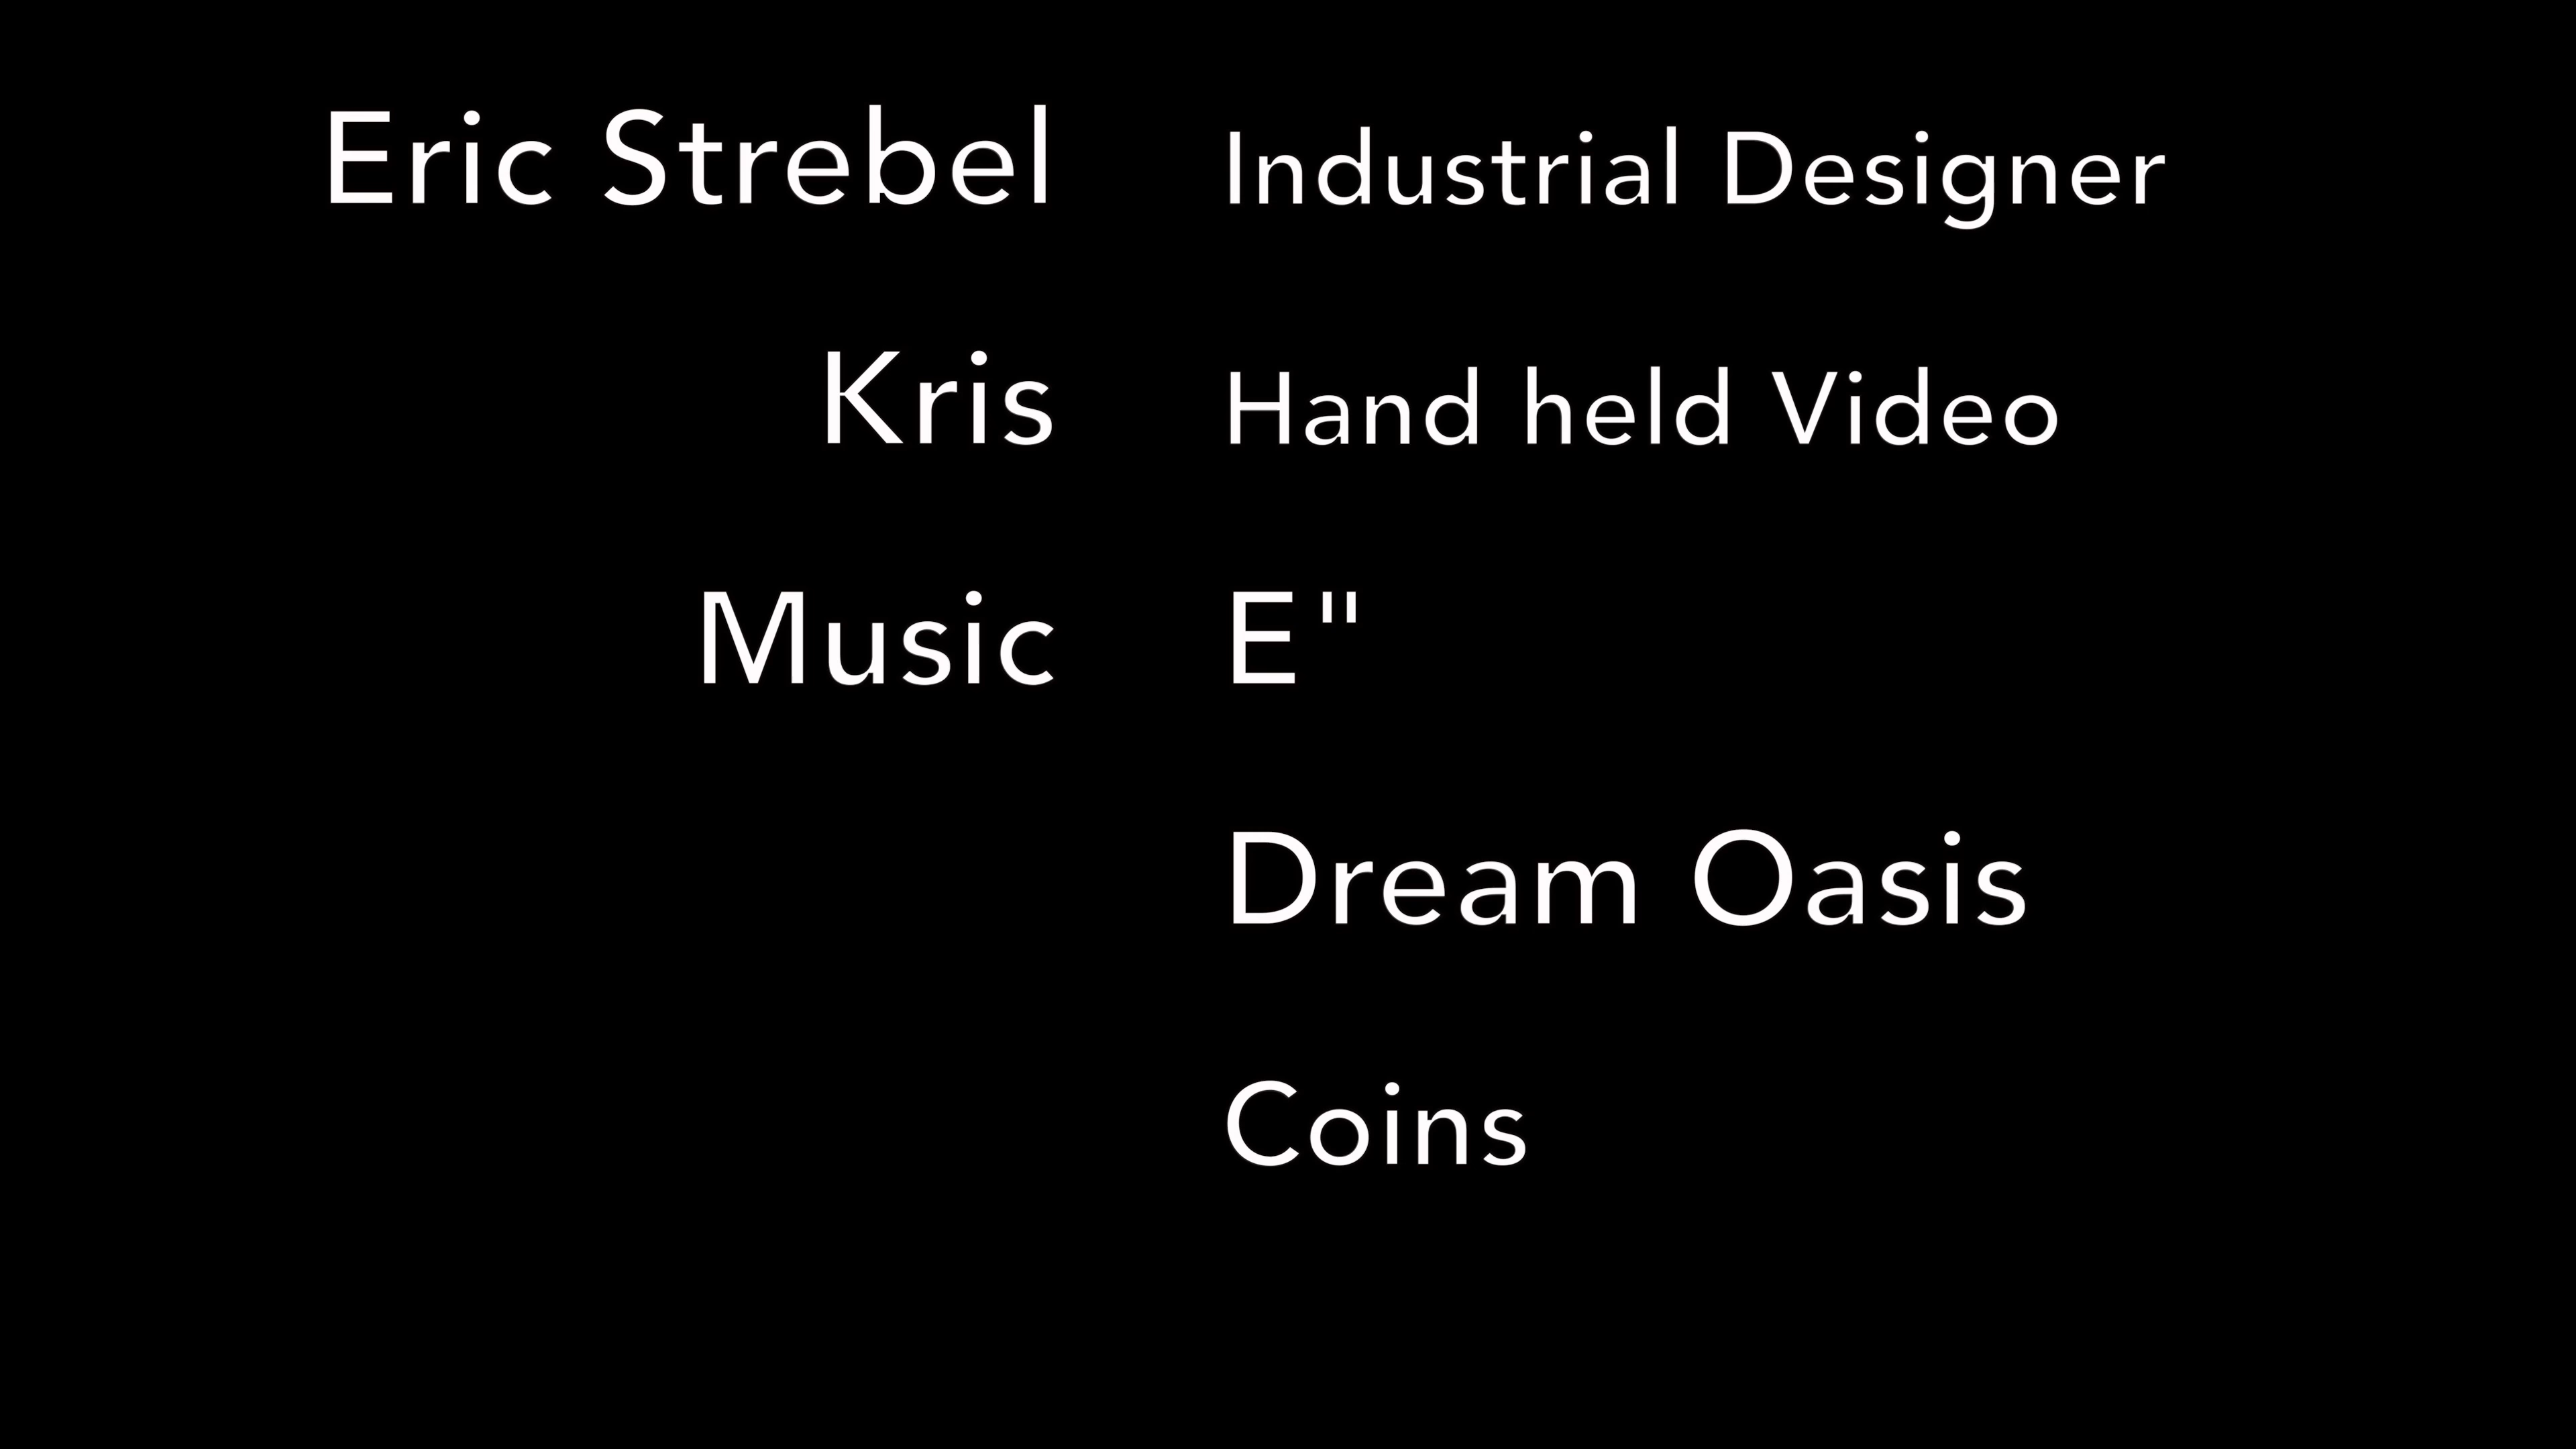 Eric Strebel Industrial Designer
Kris Hand held Video
Music E"
Dream Oasis
Coins